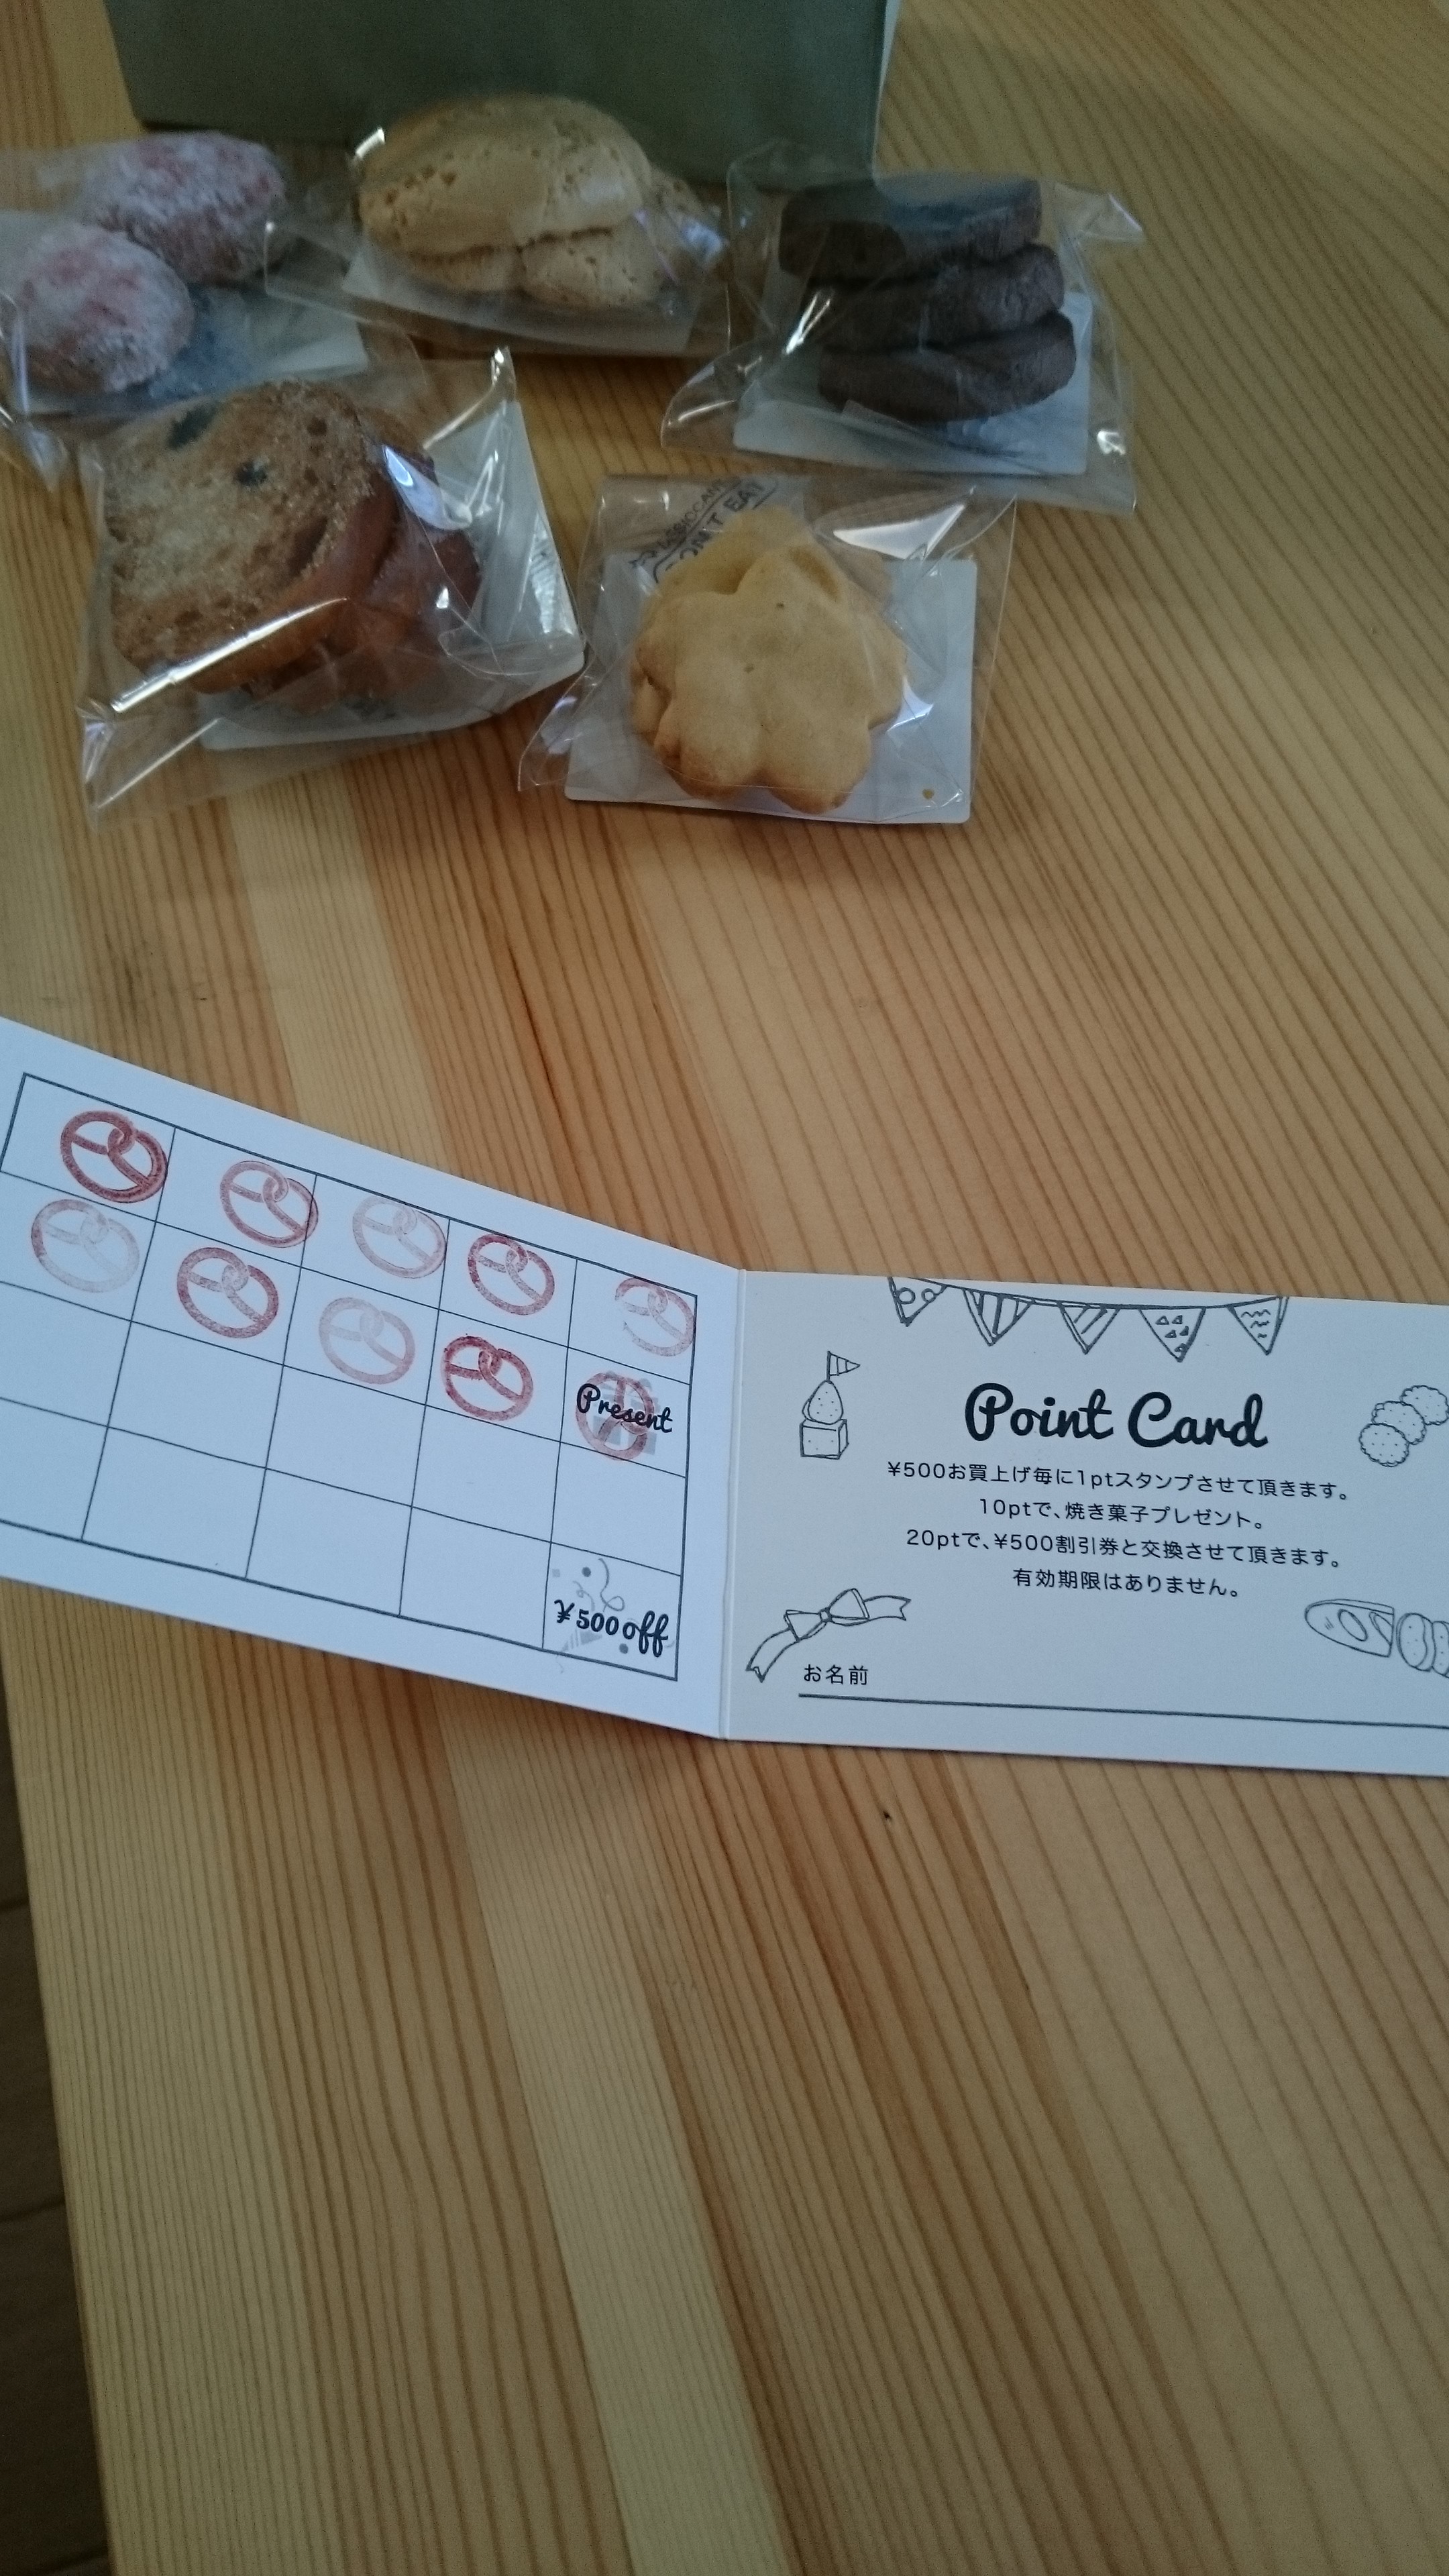 DON'T EAT
Present
¥500off
Point Card
¥500お買上げ毎に1ptスタンプさせて頂きます。
10ptで、焼き菓子プレゼント。
20ptで、¥500割引券と交換させて頂きます。
有効期限はありません。
お名前